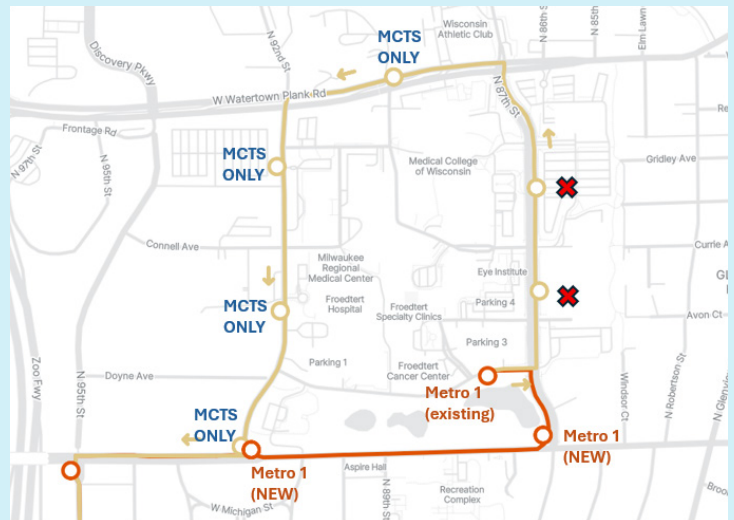 Wisconsin
Athletic Club
N 86th St
N 85th
Elm Lawn
MCTS
ONLY
N 92nd St
Discovery Pkwy
W Watertown Plank Rd
N 87th St
Frontage Rd
N 97th St
N 95th St
MCTS
ONLY
Medical College
of Wisconsin
Gridley Ave
Re
Connell Ave
Currie A
Milwaukee
Regional
Medical Center
Eye Institute
GL
Froedtert
Hospital
Froedtert
Specialty Clinics
Parking 4
MCTS
ONLY
Avon Ct
Parking 3
Parking 1
Froedtert
Cancer Center
Zoo Fwy
N 95th St
Doyne Ave
Metro 1
(existing)
Windsor Ct
N Robertson St
N Glenvi
MCTS
ONLY
Metro 1
(NEW)
Metro 1
(NEW)
Aspire Hall
N 89th St
W Michigan St
Recreation
Complex
Broo